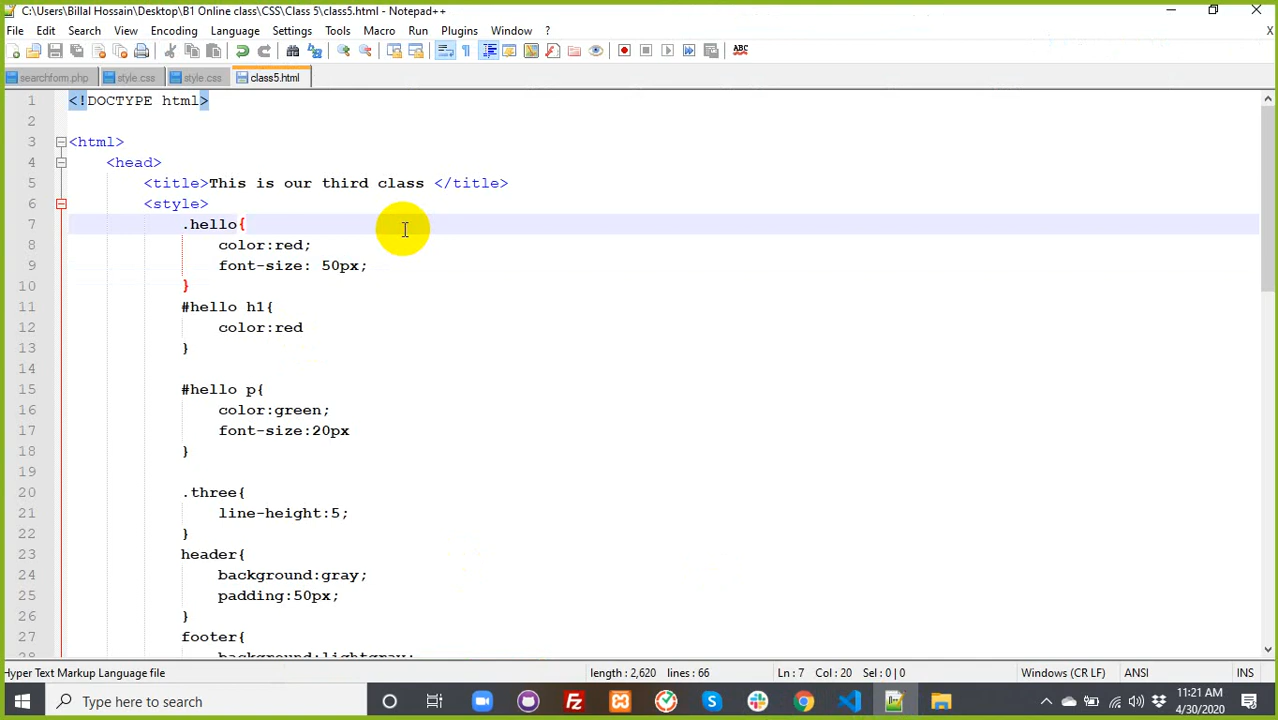 C:\Users\Billal Hossain\Desktop\B1 Online class\CSS\Class 5\class5.html - Notepad++
File Edit Search View Encoding Language Settings Tools Macro Run Plugins Window ? X
ABC
searchform.php style.css style.css class5.html
1 <!DOCTYPE html>
2
3 <html>
4 <head>
5 <title>This is our third class </title>
6 <style>
7 .hello{
8 color:red;
9 font-size: 50px;
10 }
11 #hello h1{
12 color:red
13 }
14
15 #hello p{
16 color:green;
17 font-size:20px
18 }
19
20 .three{
21 line-height:5;
22 }
23 header{
24 background:gray;
25 padding:50px;
26 }
27 footer{
28 background:lightgray;
Hyper Text Markup Language file length : 2,620 lines : 66 Ln : 7 Col : 20 Sel : 0 | 0 Windows (CR LF) ANSI INS
Type here to search
11:21 AM
4/30/2020